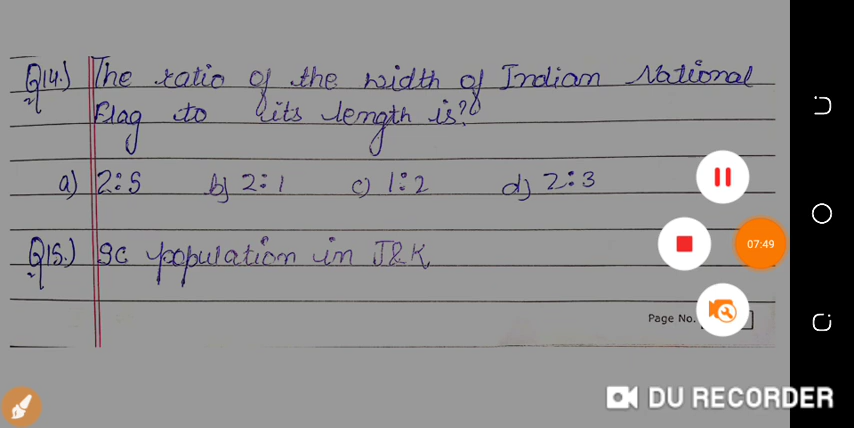 Q14.) The ratio of the width of Indian National
Flag to its length is?
a) 2:5 b) 2:1 c) 1:2 d) 2:3
07:49
Q15.) SC population in J&K
Page No.
DU RECORDER